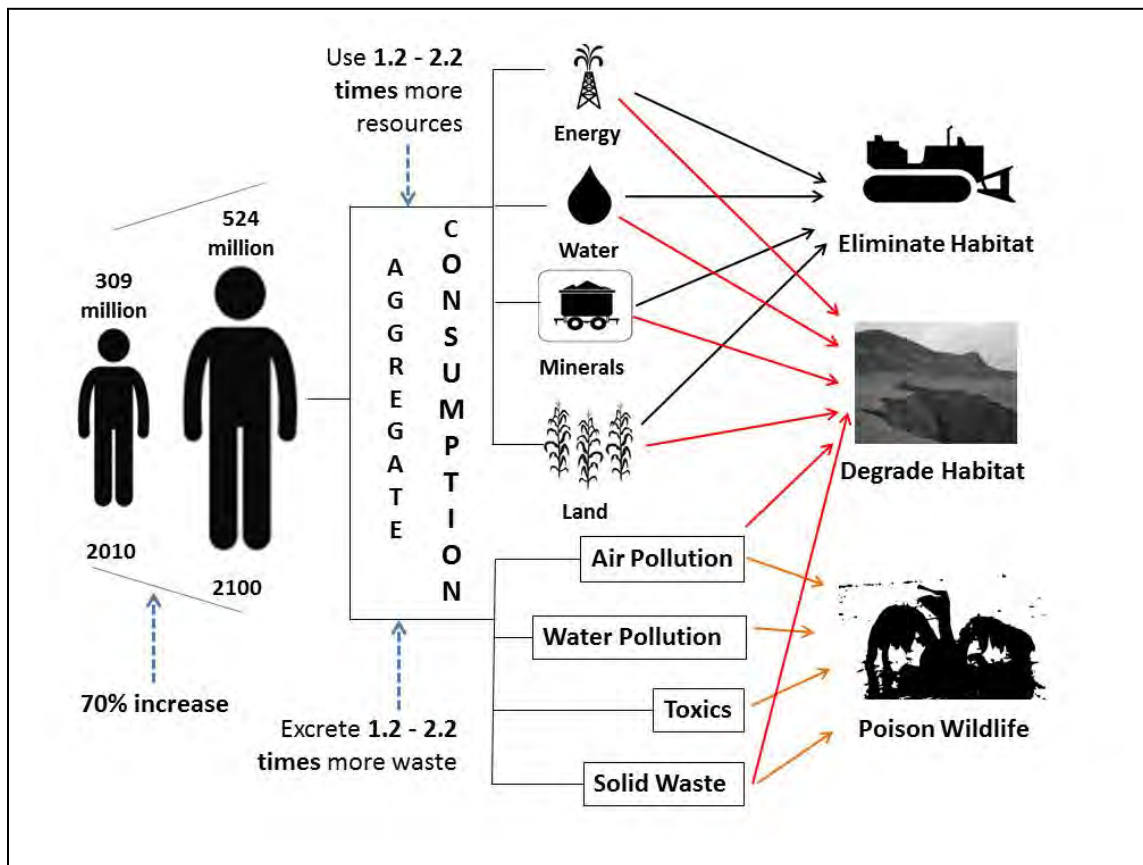 Use 1.2 - 2.2
times more
resources
524
million
309
million
2010
2100
70% increase
AGGREGATE
CONSUMPTION
Excrete 1.2 - 2.2
times more waste
Energy
Water
Minerals
Land
Air Pollution
Water Pollution
Toxics
Solid Waste
Eliminate Habitat
Degrade Habitat
Poison Wildlife